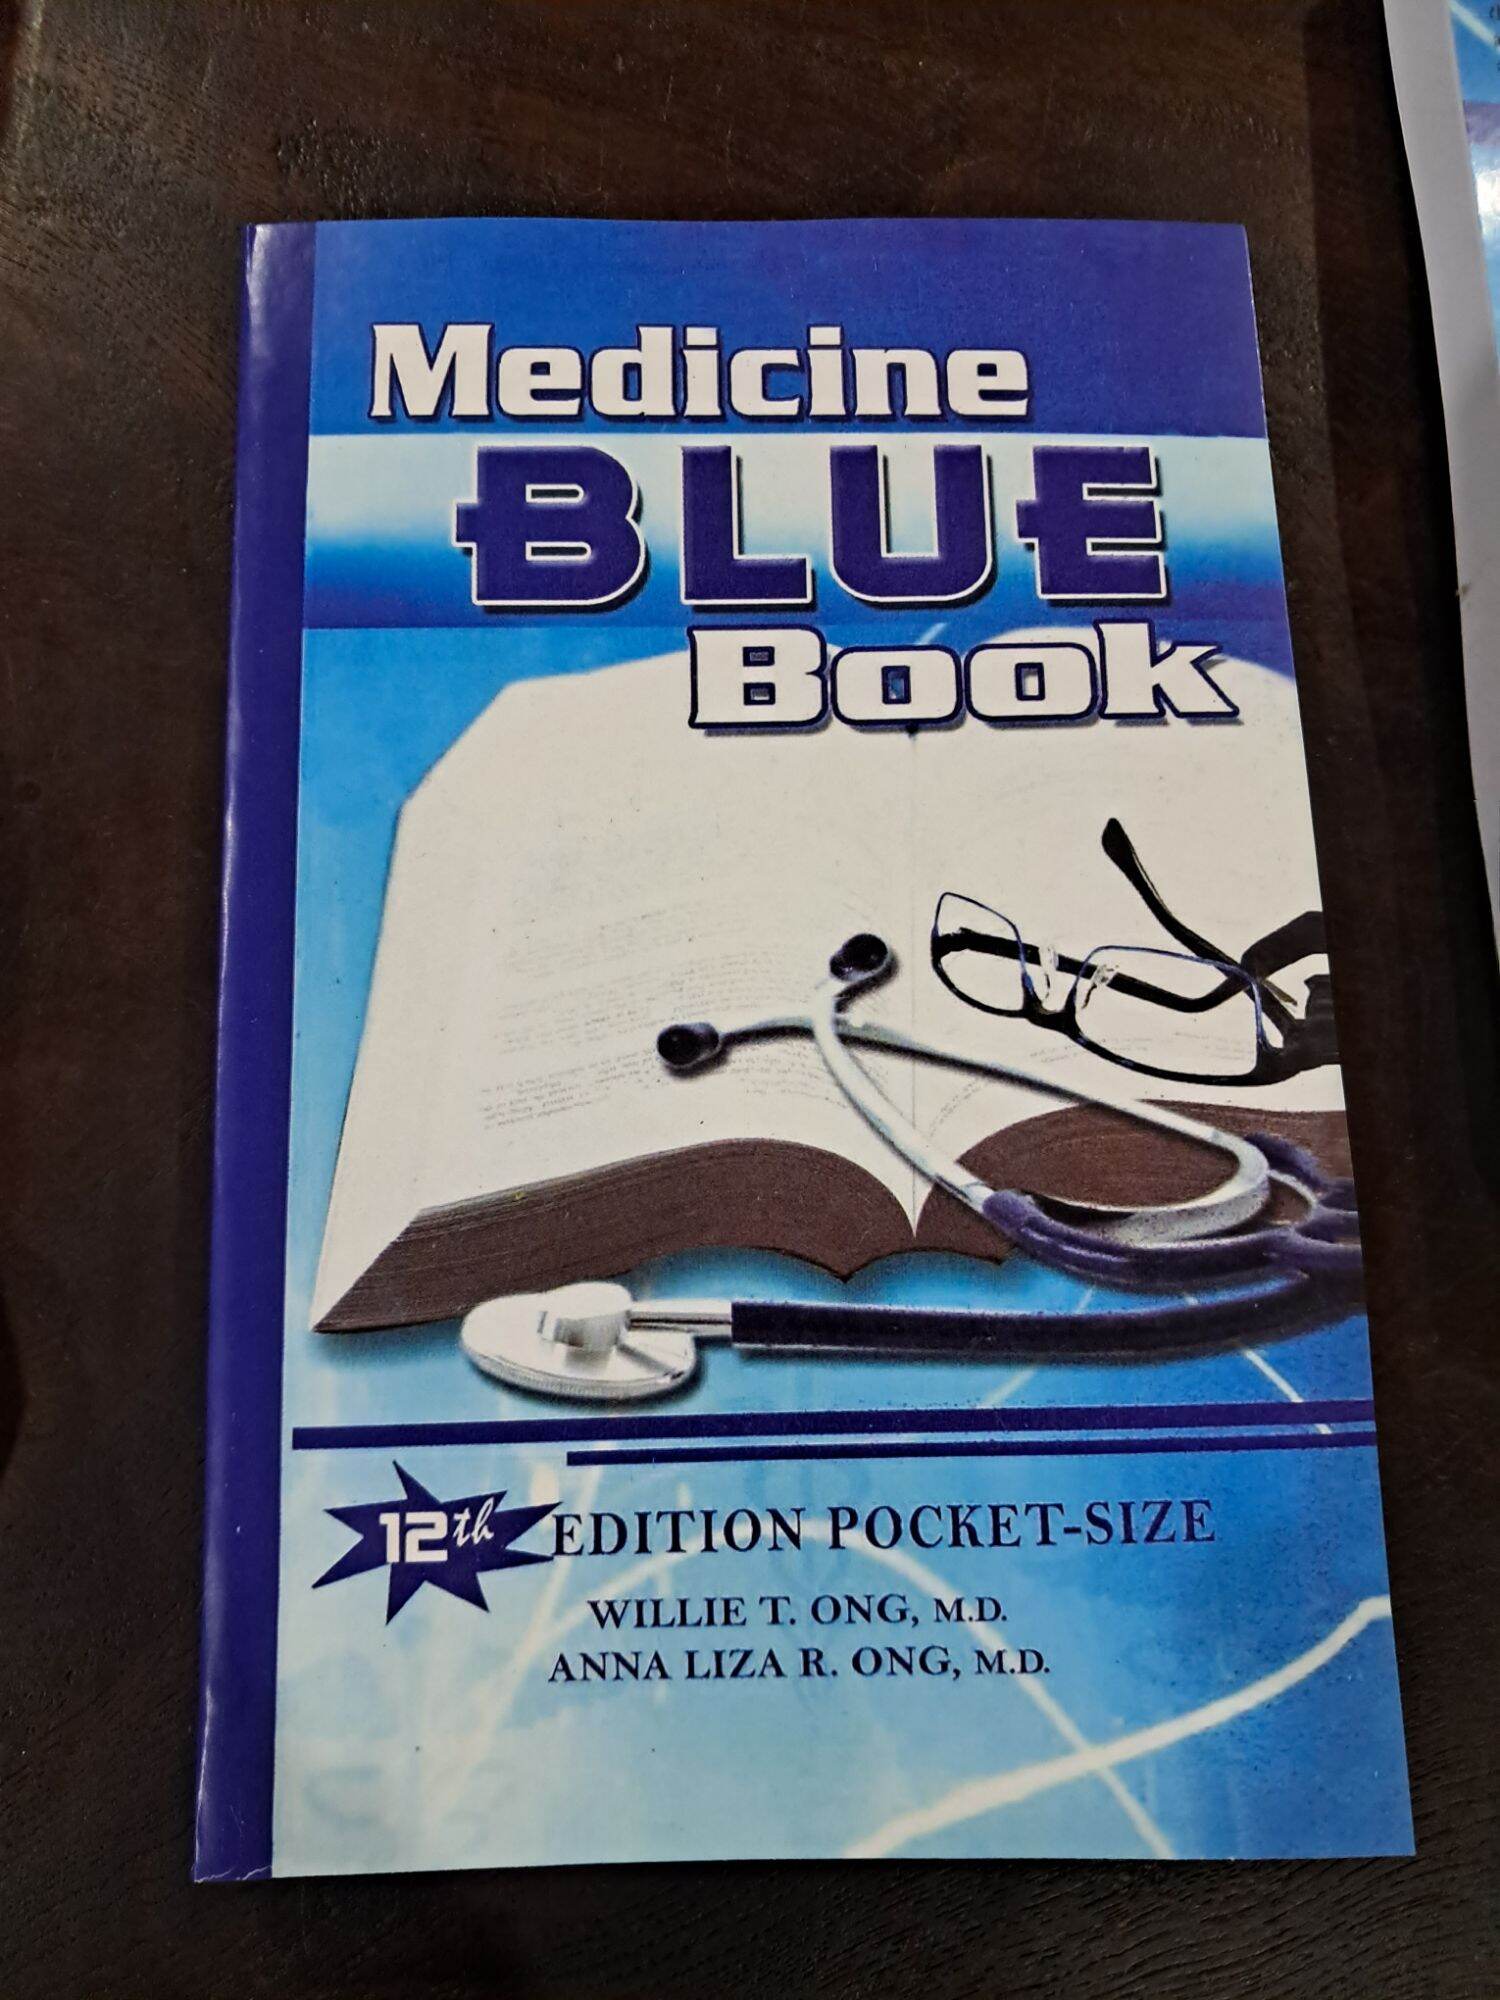 Medicine
BLUE
Book
12th EDITION POCKET-SIZE
WILLIE T. ONG, M.D.
ANNA LIZA R. ONG, M.D.